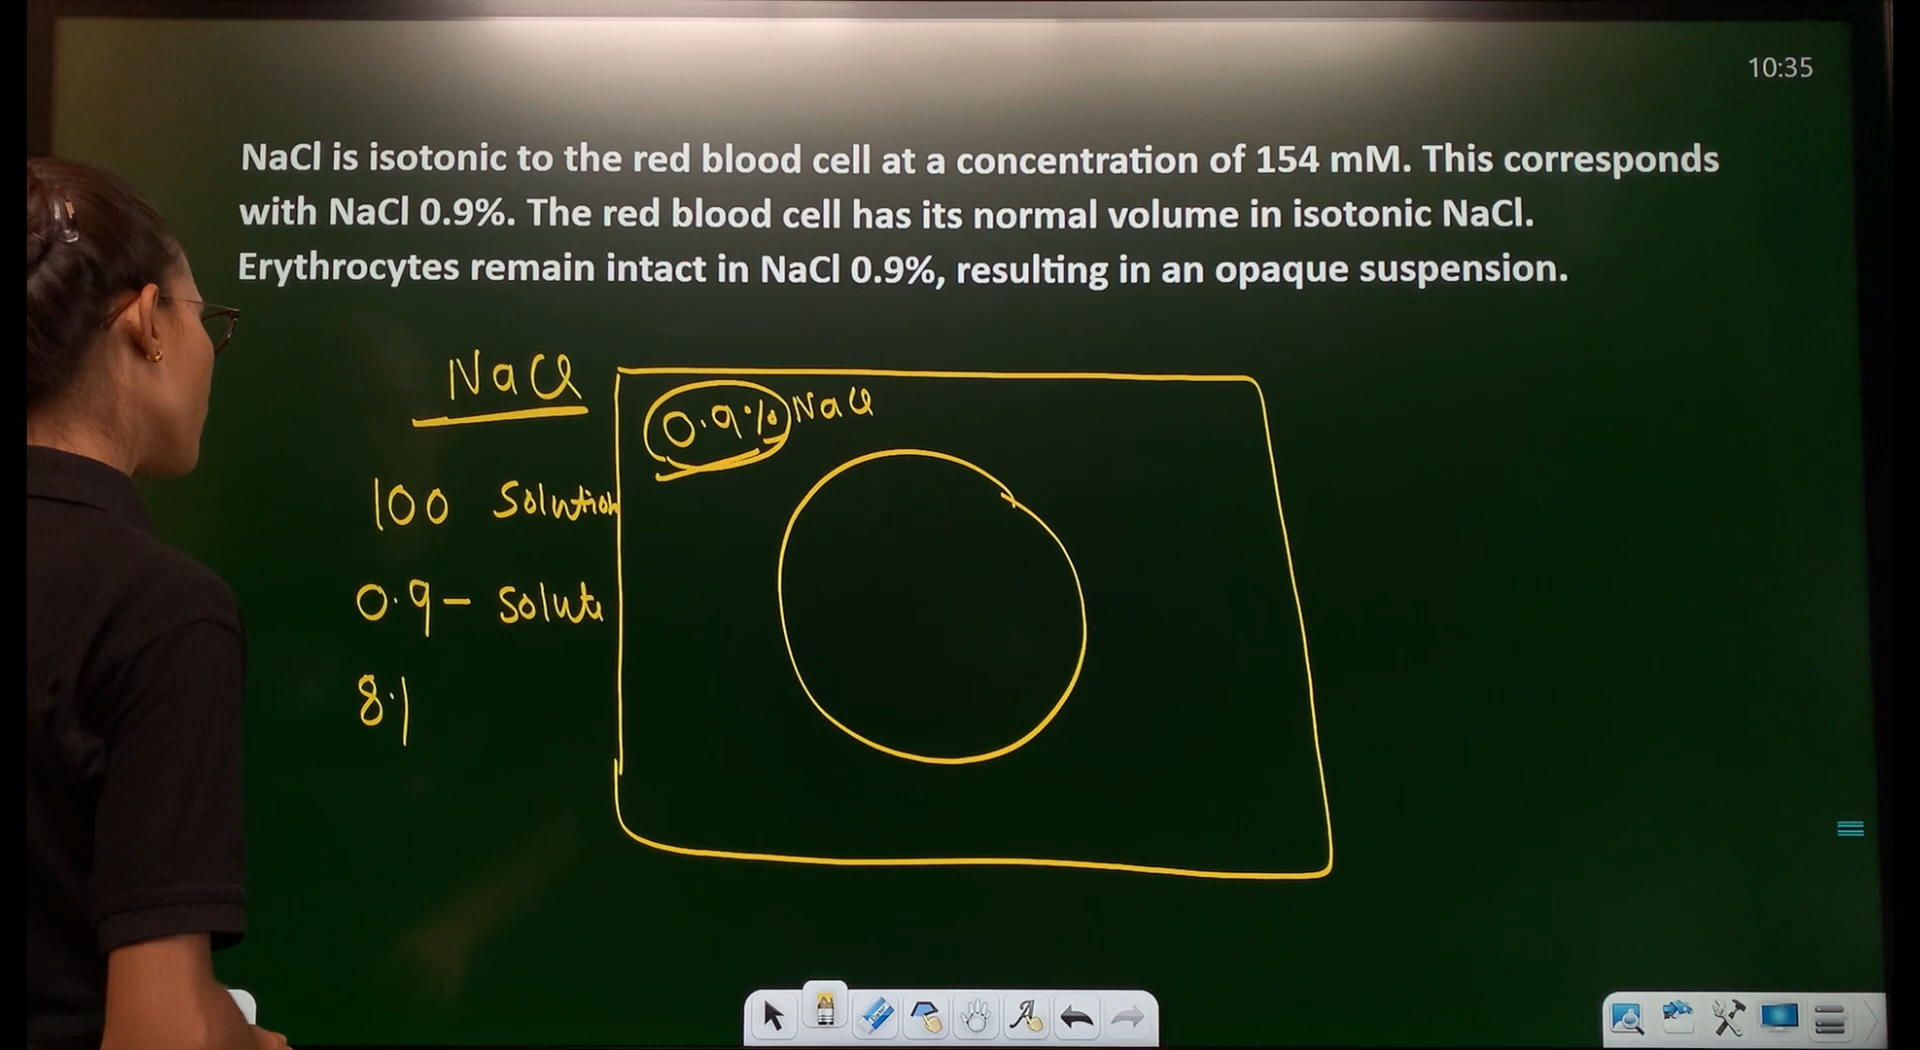 10:35
NaCl is isotonic to the red blood cell at a concentration of 154 mM. This corresponds
with NaCl 0.9%. The red blood cell has its normal volume in isotonic NaCl.
Erythrocytes remain intact in NaCl 0.9%, resulting in an opaque suspension.
NaCl
0.9% NaCl
100 Solution
0.9 - Solute
8.1